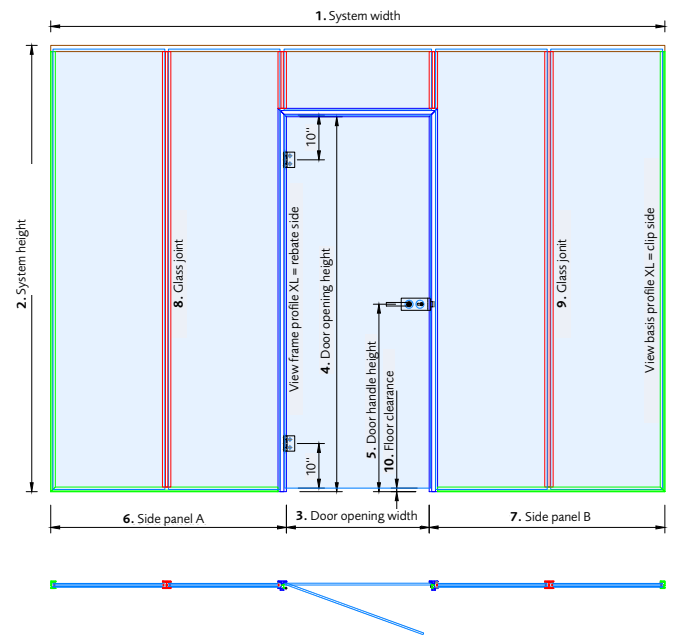 1. System width
10"
2. System height
8. Glass joint
View frame profile XL = rebate side
4. Door opening height
5. Door handle height
10. Floor clearance
9. Glass jonit
View basis profile XL = clip side
10"
6. Side panel A
3. Door opening width
7. Side panel B